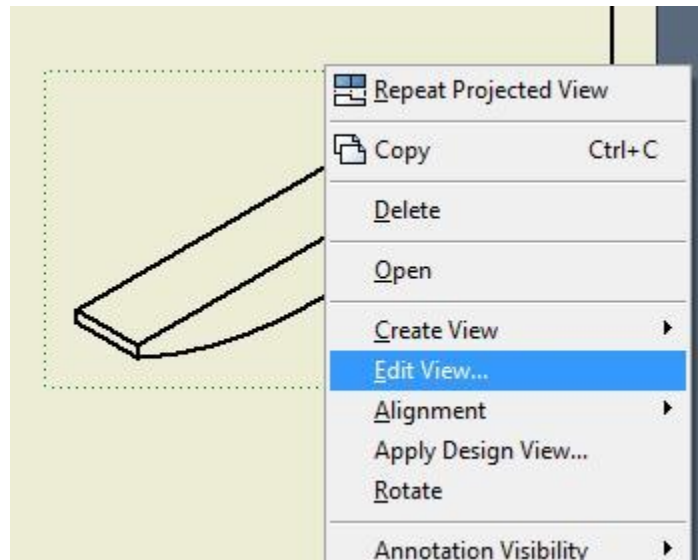 Repeat Projected View
Copy Ctrl+C
Delete
Open
Create View
Edit View...
Alignment
Apply Design View...
Rotate
Annotation Visibility